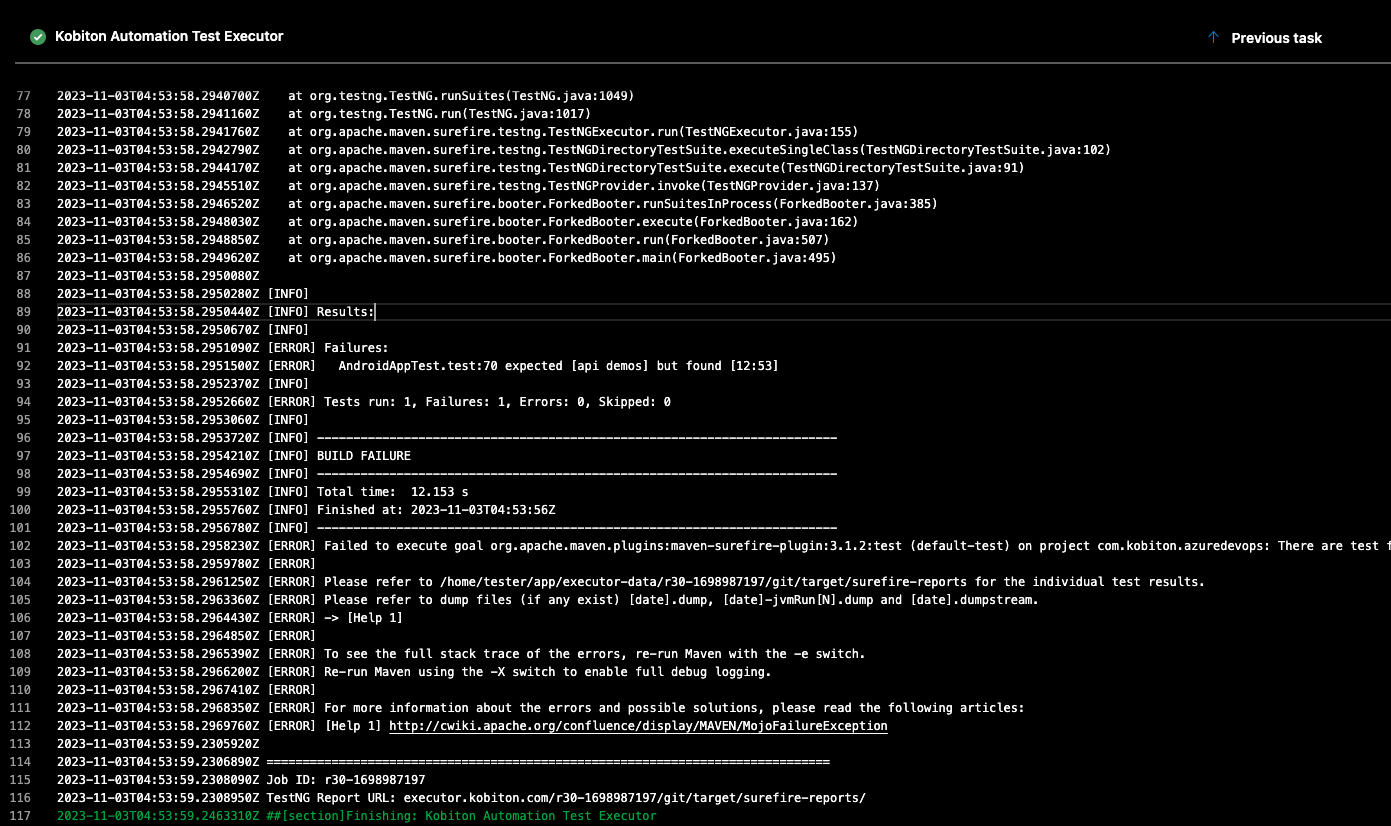 Kobiton Automation Test Executor
Previous task
77 2023-11-03T04:53:58.2940700Z at org.testng.TestNG.runSuites(TestNG.java:1049)
78 2023-11-03T04:53:58.2941160Z at org.testng.TestNG.run(TestNG.java:1017)
79 2023-11-03T04:53:58.2941760Z at org.apache.maven.surefire.testng.TestNGExecutor.run(TestNGExecutor.java:155)
80 2023-11-03T04:53:58.2942790Z at org.apache.maven.surefire.testng.TestNGDirectoryTestSuite.executeSingleClass(TestNGDirectoryTestSuite.java:102)
81 2023-11-03T04:53:58.2944170Z at org.apache.maven.surefire.testng.TestNGDirectoryTestSuite.execute(TestNGDirectoryTestSuite.java:91)
82 2023-11-03T04:53:58.2945510Z at org.apache.maven.surefire.testng.TestNGProvider.invoke(TestNGProvider.java:137)
83 2023-11-03T04:53:58.2946520Z at org.apache.maven.surefire.booter.ForkedBooter.runSuitesInProcess(ForkedBooter.java:385)
84 2023-11-03T04:53:58.2948030Z at org.apache.maven.surefire.booter.ForkedBooter.execute(ForkedBooter.java:162)
85 2023-11-03T04:53:58.2948850Z at org.apache.maven.surefire.booter.ForkedBooter.run(ForkedBooter.java:507)
86 2023-11-03T04:53:58.2949620Z at org.apache.maven.surefire.booter.ForkedBooter.main(ForkedBooter.java:495)
87 2023-11-03T04:53:58.2950080Z
88 2023-11-03T04:53:58.2950280Z [INFO]
89 2023-11-03T04:53:58.2950440Z [INFO] Results:
90 2023-11-03T04:53:58.2950670Z [INFO]
91 2023-11-03T04:53:58.2951090Z [ERROR] Failures:
92 2023-11-03T04:53:58.2951500Z [ERROR] AndroidAppTest.test:70 expected [api demos] but found [12:53]
93 2023-11-03T04:53:58.2952370Z [INFO]
94 2023-11-03T04:53:58.2952660Z [ERROR] Tests run: 1, Failures: 1, Errors: 0, Skipped: 0
95 2023-11-03T04:53:58.2953060Z [INFO]
96 2023-11-03T04:53:58.2953720Z [INFO] ------------------------------------------------------------------------
97 2023-11-03T04:53:58.2954210Z [INFO] BUILD FAILURE
98 2023-11-03T04:53:58.2954690Z [INFO] ------------------------------------------------------------------------
99 2023-11-03T04:53:58.2955310Z [INFO] Total time: 12.153 s
100 2023-11-03T04:53:58.2955760Z [INFO] Finished at: 2023-11-03T04:53:56Z
101 2023-11-03T04:53:58.2956780Z [INFO] ------------------------------------------------------------------------
102 2023-11-03T04:53:58.2958230Z [ERROR] Failed to execute goal org.apache.maven.plugins:maven-surefire-plugin:3.1.2:test (default-test) on project com.kobiton.azuredevops: There are test f
103 2023-11-03T04:53:58.2959780Z [ERROR]
104 2023-11-03T04:53:58.2961250Z [ERROR] Please refer to /home/tester/app/executor-data/r30-1698987197/git/target/surefire-reports for the individual test results.
105 2023-11-03T04:53:58.2963360Z [ERROR] Please refer to dump files (if any exist) [date].dump, [date]-jvmRun[N].dump and [date].dumpstream.
106 2023-11-03T04:53:58.2964430Z [ERROR] -> [Help 1]
107 2023-11-03T04:53:58.2964850Z [ERROR]
108 2023-11-03T04:53:58.2965390Z [ERROR] To see the full stack trace of the errors, re-run Maven with the -e switch.
109 2023-11-03T04:53:58.2966200Z [ERROR] Re-run Maven using the -X switch to enable full debug logging.
110 2023-11-03T04:53:58.2967410Z [ERROR]
111 2023-11-03T04:53:58.2968350Z [ERROR] For more information about the errors and possible solutions, please read the following articles:
112 2023-11-03T04:53:58.2969760Z [ERROR] [Help 1] http://cwiki.apache.org/confluence/display/MAVEN/MojoFailureException
113 2023-11-03T04:53:59.2305920Z
114 2023-11-03T04:53:59.2306890Z ==============================================================================
115 2023-11-03T04:53:59.2308090Z Job ID: r30-1698987197
116 2023-11-03T04:53:59.2308950Z TestNG Report URL: executor.kobiton.com/r30-1698987197/git/target/surefire-reports/
117 2023-11-03T04:53:59.2463310Z ##[section]Finishing: Kobiton Automation Test Executor